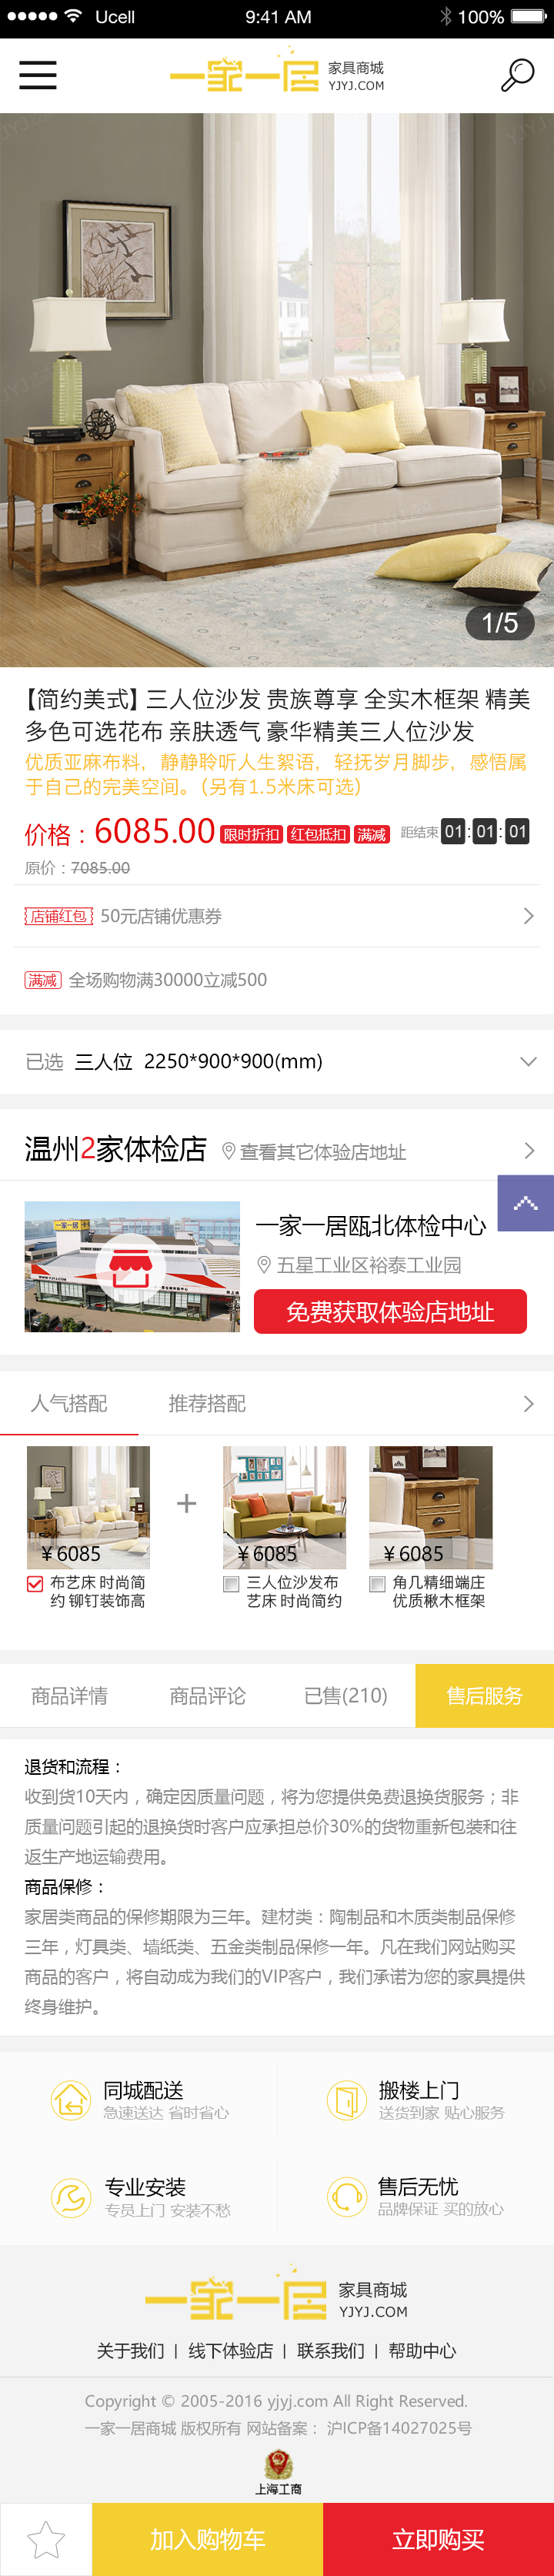 Ucell 9:41 AM 100%
一家一居 家具商城
YJYJ.COM
1/5
【简约美式】三人位沙发 贵族尊享 全实木框架 精美
多色可选花布 亲肤透气 豪华精美三人位沙发
优质亚麻布料，静静聆听人生絮语，轻抚岁月脚步，感悟属
于自己的完美空间。（另有1.5米床可选）
价格：6085.00 限时折扣 红包抵扣 满减 距结束 01:01:01
原价：7085.00
店铺红包 50元店铺优惠券
满减 全场购物满30000立减500
已选 三人位 2250*900*900(mm)
温州2家体检店 查看其它体验店地址
一家一居瓯北体检中心
五星工业区裕泰工业园
免费获取体验店地址
人气搭配 推荐搭配
¥6085 + ¥6085 ¥6085
布艺床 时尚简 三人位沙发布 角几精细端庄
约 铆钉装饰高 艺床 时尚简约 优质楸木框架
商品详情 商品评论 已售(210) 售后服务
退货和流程：
收到货10天内，确定因质量问题，将为您提供免费退换货服务；非
质量问题引起的退换货时客户应承担总价30%的货物重新包装和往
返生产地运输费用。
商品保修：
家居类商品的保修期限为三年。建材类：陶制品和木质类制品保修
三年，灯具类、墙纸类、五金类制品保修一年。凡在我们网站购买
商品的客户，将自动成为我们的VIP客户，我们承诺为您的家具提供
终身维护。
同城配送 搬楼上门
急速送达 省时省心 送货到家 贴心服务
专业安装 售后无忧
专员上门 安装不愁 品牌保证 买的放心
一家一居 家具商城
YJYJ.COM
关于我们 | 线下体验店 | 联系我们 | 帮助中心
Copyright © 2005-2016 yjyj.com All Right Reserved.
一家一居商城 版权所有 网站备案： 沪ICP备14027025号
上海工商
加入购物车 立即购买